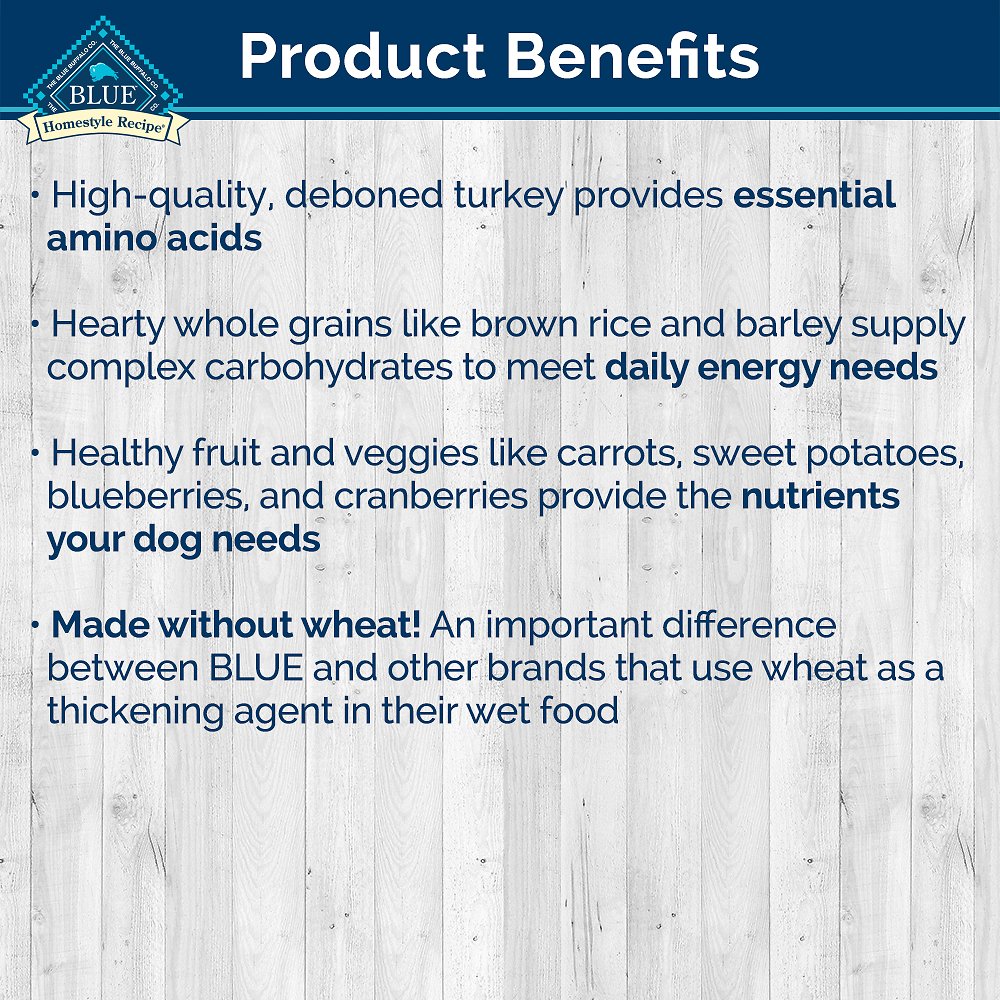 Product Benefits
THE BLUE BUFFALO CO.
THE BLUE BUFFALO CO.
BLUE
Homestyle Recipe®
• High-quality, deboned turkey provides essential
amino acids
• Hearty whole grains like brown rice and barley supply
complex carbohydrates to meet daily energy needs
• Healthy fruit and veggies like carrots, sweet potatoes,
blueberries, and cranberries provide the nutrients
your dog needs
• Made without wheat! An important difference
between BLUE and other brands that use wheat as a
thickening agent in their wet food